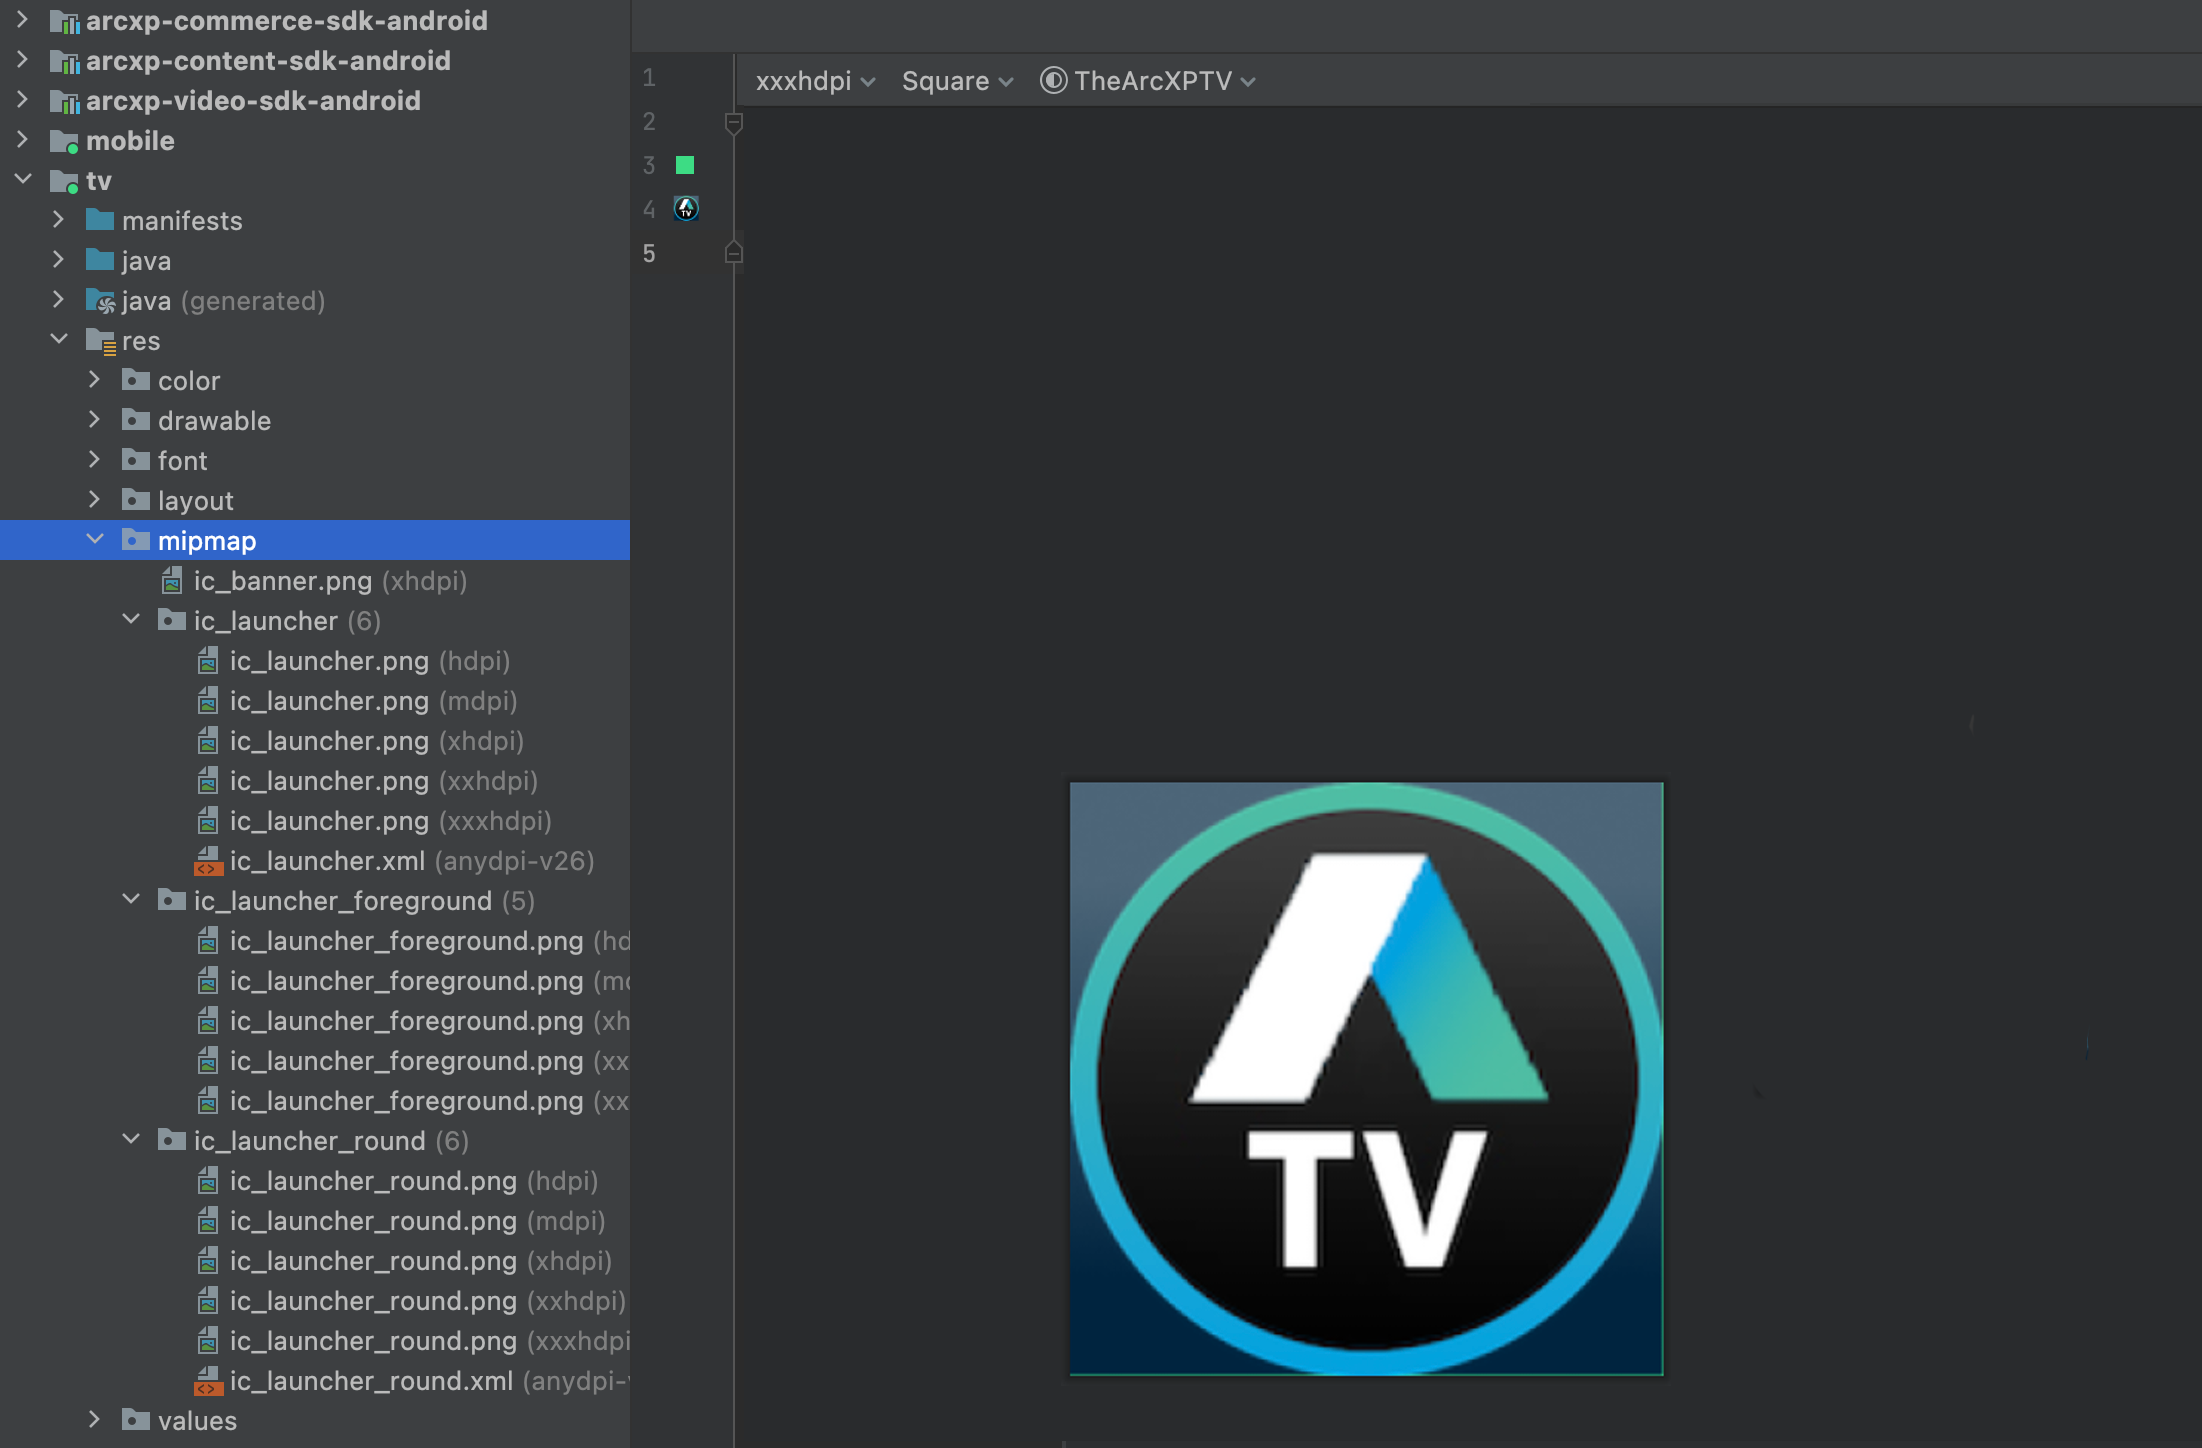 arcxp-commerce-sdk-android
arcxp-content-sdk-android
arcxp-video-sdk-android
mobile
tv
manifests
java
java (generated)
res
color
drawable
font
layout
mipmap
ic_banner.png (xhdpi)
ic_launcher (6)
ic_launcher.png (hdpi)
ic_launcher.png (mdpi)
ic_launcher.png (xhdpi)
ic_launcher.png (xxhdpi)
ic_launcher.png (xxxhdpi)
ic_launcher.xml (anydpi-v26)
ic_launcher_foreground (5)
ic_launcher_foreground.png (hd
ic_launcher_foreground.png (m
ic_launcher_foreground.png (xh
ic_launcher_foreground.png (xx
ic_launcher_foreground.png (xx
ic_launcher_round (6)
ic_launcher_round.png (hdpi)
ic_launcher_round.png (mdpi)
ic_launcher_round.png (xhdpi)
ic_launcher_round.png (xxhdpi)
ic_launcher_round.png (xxxhdpi
ic_launcher_round.xml (anydpi-
values
1
2
3
4
5
xxxhdpi Square TheArcXPTV
TV